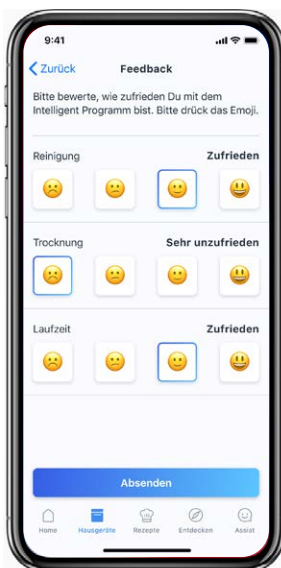 9:41
Zurück
Feedback
Bitte bewerte, wie zufrieden Du mit dem
Intelligent Programm bist. Bitte drück das Emoji.
Reinigung Zufrieden
Trocknung Sehr unzufrieden
Laufzeit Zufrieden
Absenden
Home Hausgeräte Rezepte Entdecken Assist